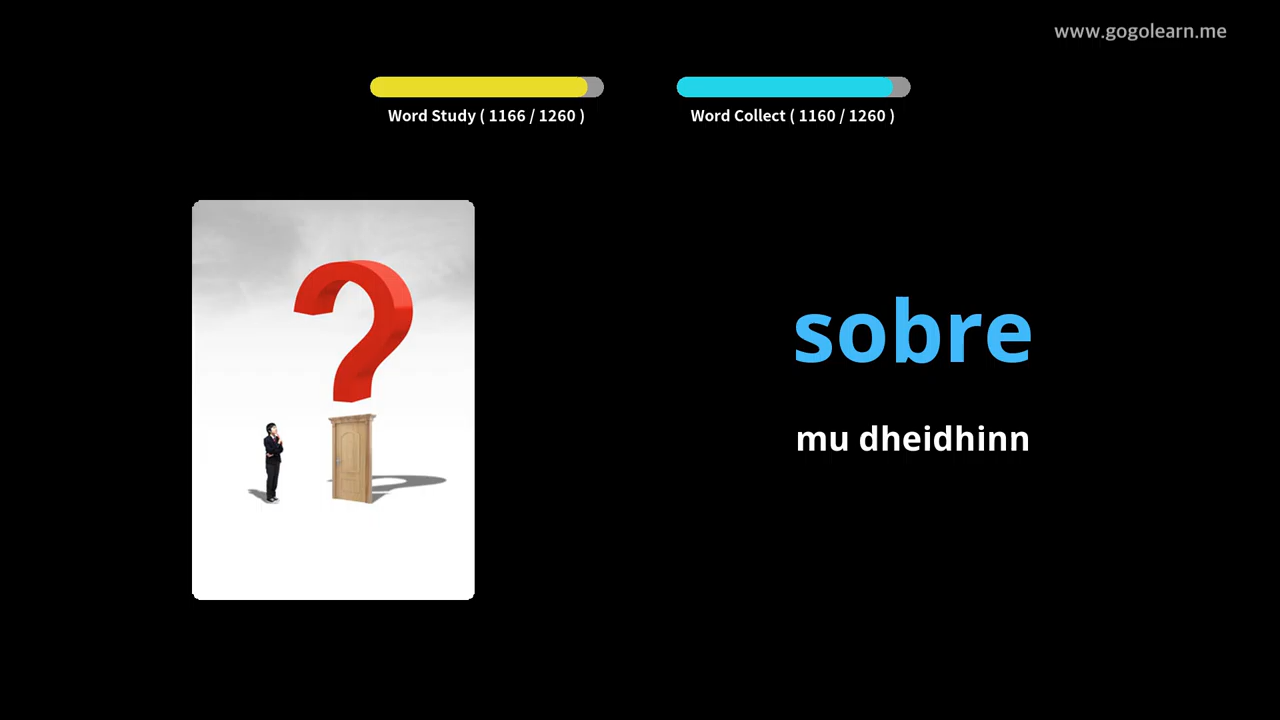 www.gogolearn.me
Word Study ( 1166 / 1260 )
Word Collect ( 1160 / 1260 )
sobre
mu dheidhinn